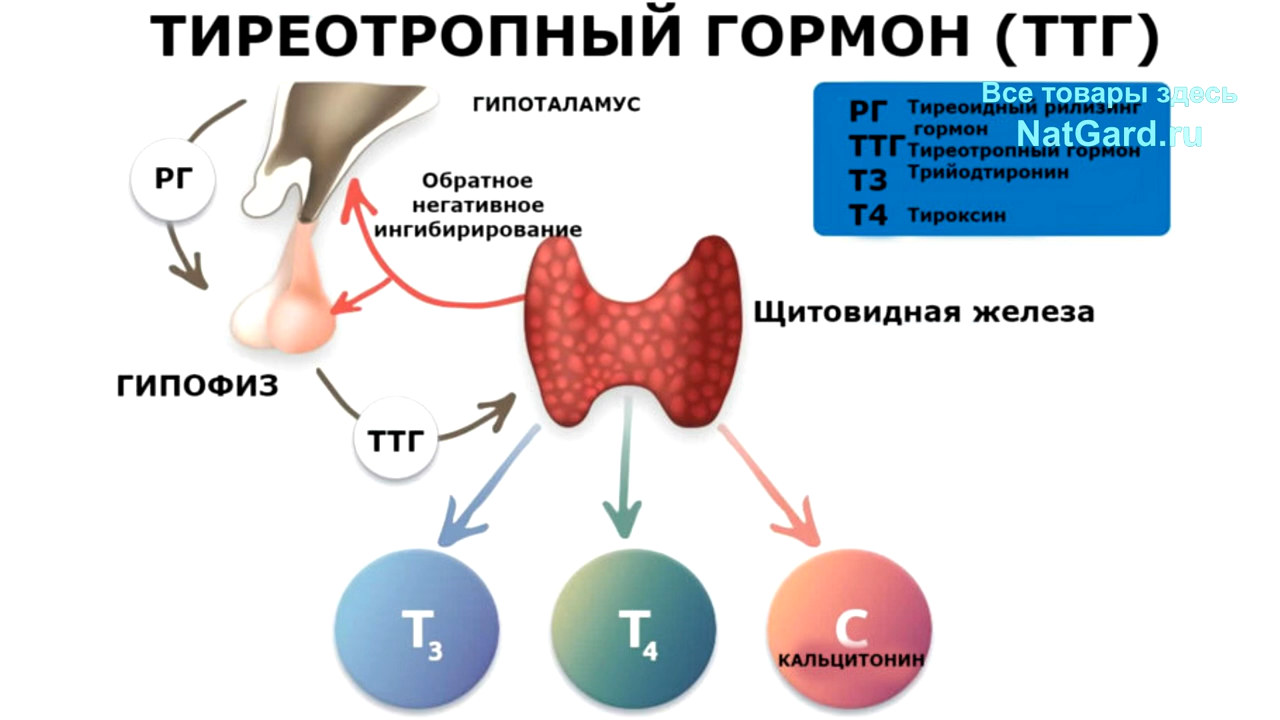 ТИРЕОТРОПНЫЙ ГОРМОН (ТТГ)
ГИПОТАЛАМУС
РГ
Обратное
негативное
ингибирирование
ГИПОФИЗ
ТТГ
Все товары здесь
NatGard.ru
РГ Тиреоидный рилизинг
гормон
ТТГ Тиреотропный гормон
Т3 Трийодтиронин
Т4 Тироксин
Щитовидная железа
Т3
Т4
С
КАЛЬЦИТОНИН